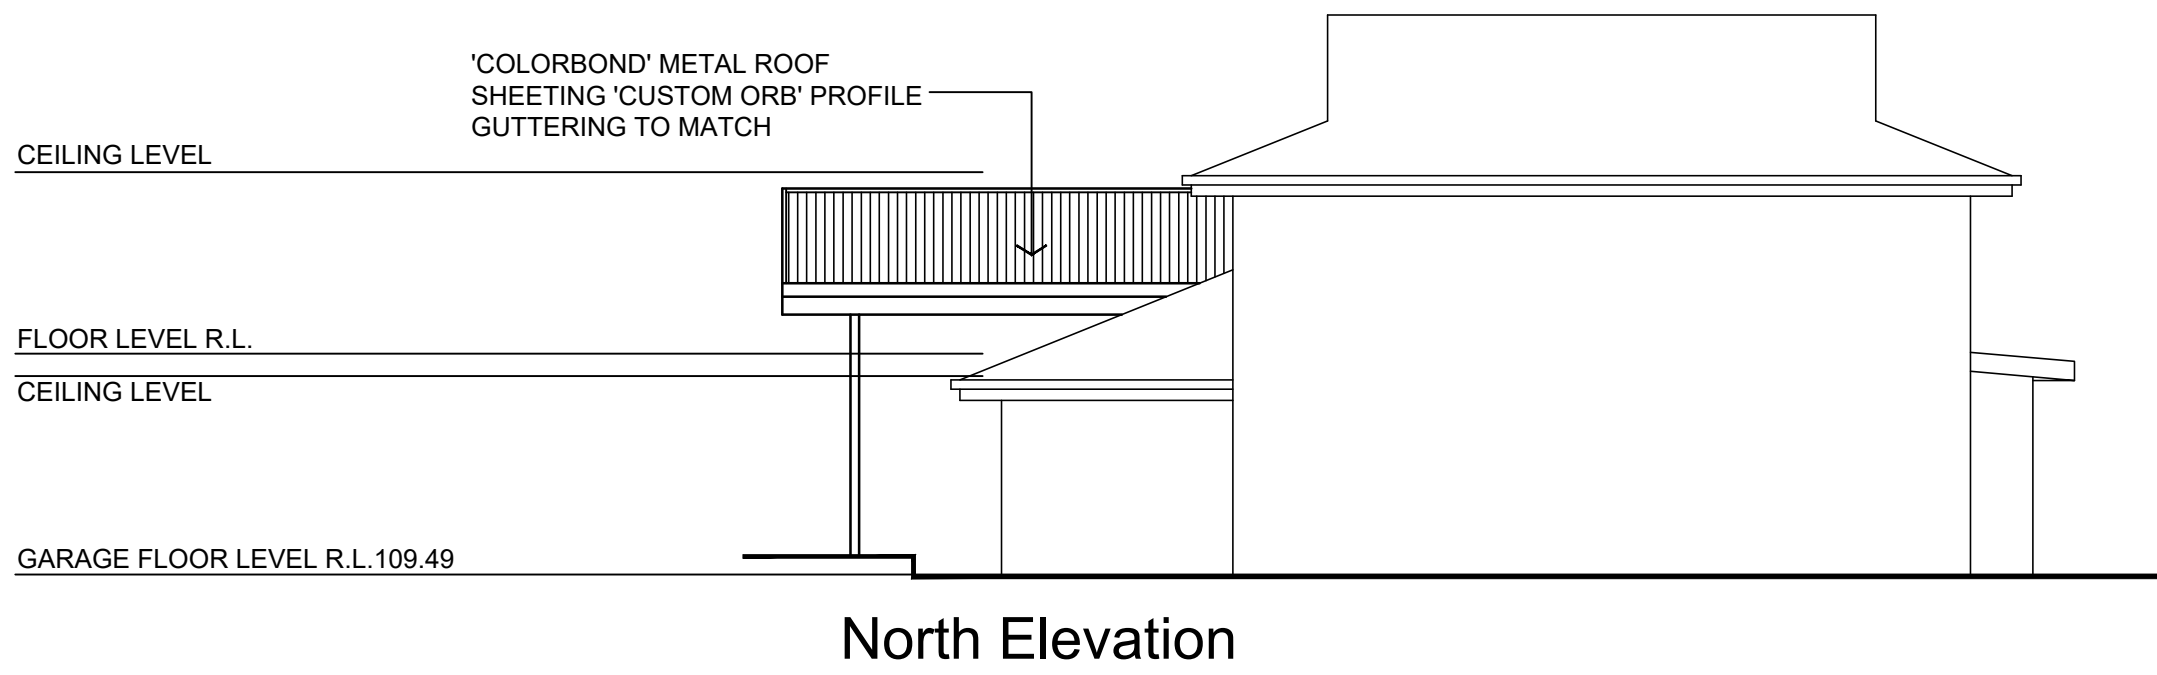 'COLORBOND' METAL ROOF
SHEETING 'CUSTOM ORB' PROFILE
GUTTERING TO MATCH
CEILING LEVEL
FLOOR LEVEL R.L.
CEILING LEVEL
GARAGE FLOOR LEVEL R.L.109.49
North Elevation